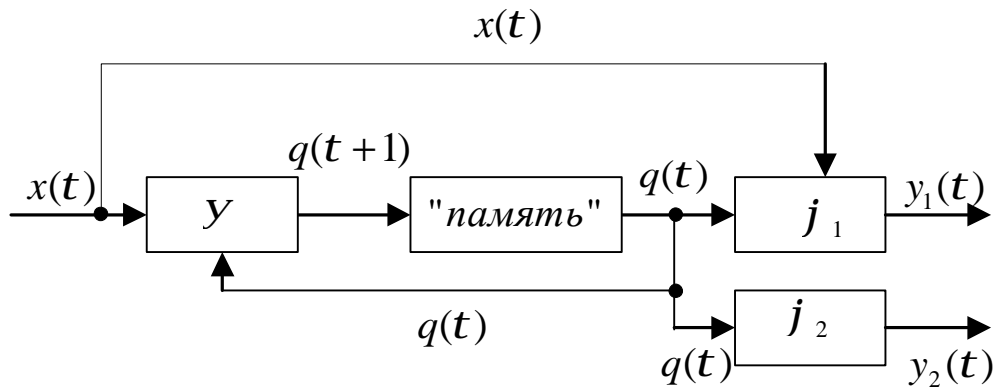 x(t)
q(t+1)
x(t)
У
"память"
q(t)
j 1
y1(t)
q(t)
q(t)
j 2
y2(t)